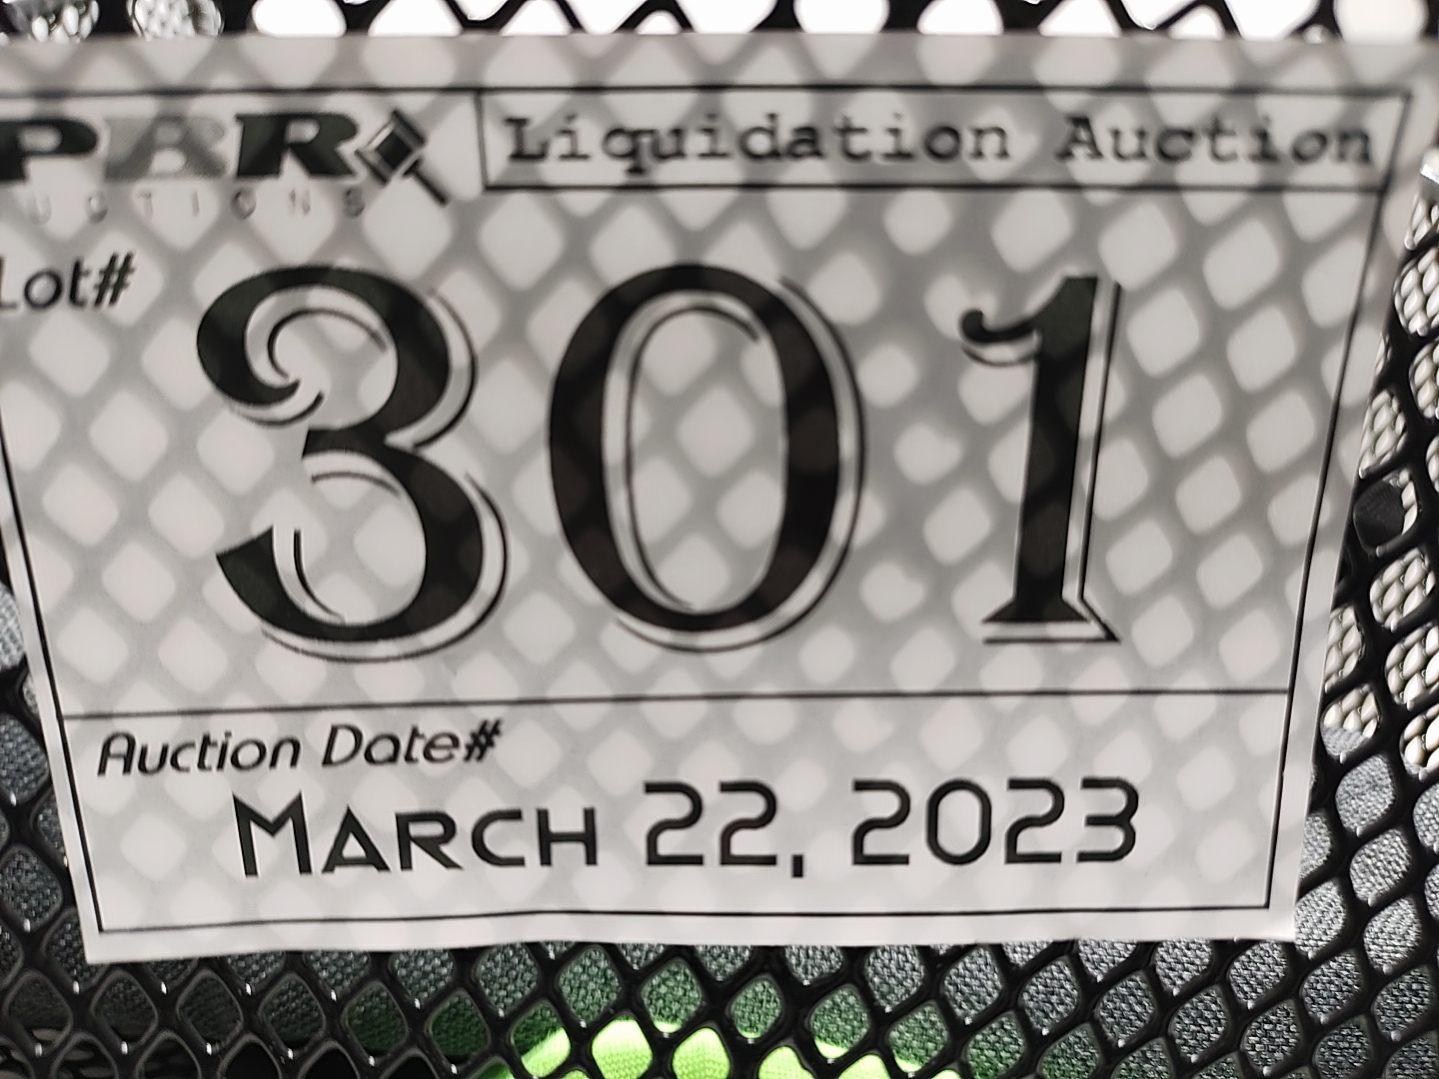 PBR Liquidation Auction
UCTIONS
Lot#
301
Auction Date#
March 22, 2023